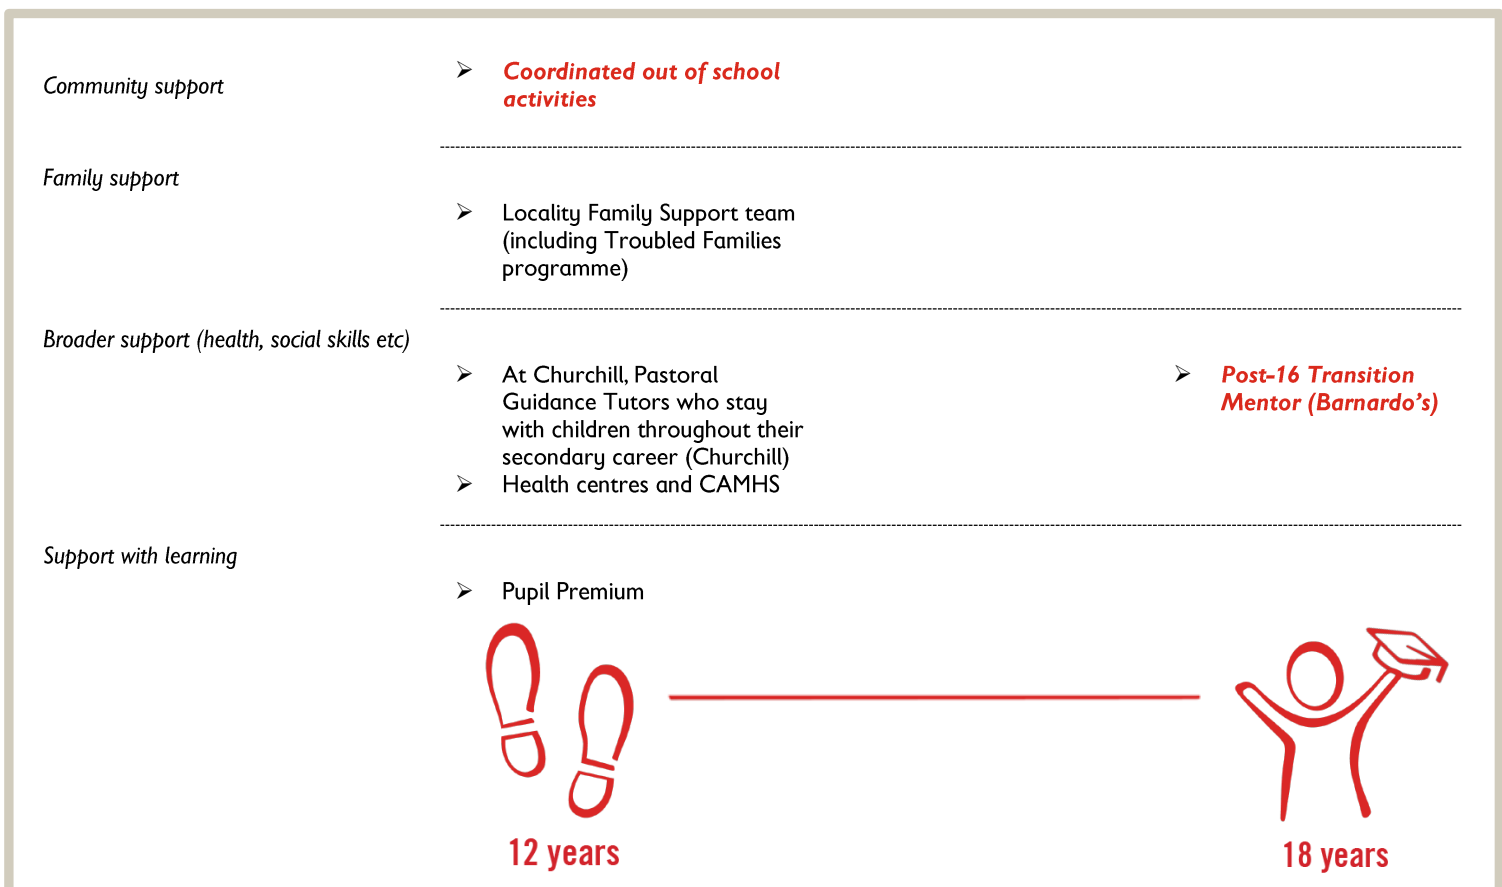 Community support
➢ Coordinated out of school
activities
Family support
➢ Locality Family Support team
(including Troubled Families
programme)
Broader support (health, social skills etc)
➢ At Churchill, Pastoral
Guidance Tutors who stay
with children throughout their
secondary career (Churchill)
➢ Health centres and CAMHS
➢ Post-16 Transition
Mentor (Barnardo’s)
Support with learning
➢ Pupil Premium
12 years
18 years